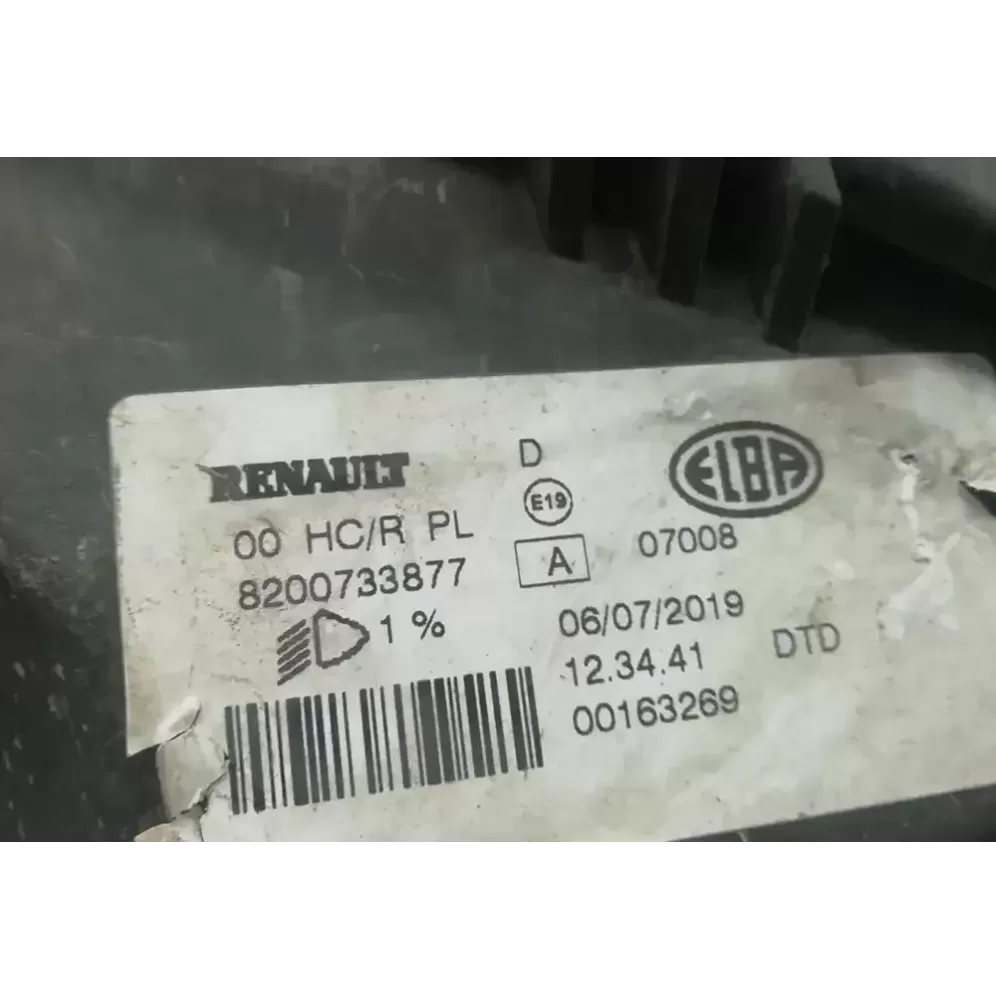 RENAULT
D
ELBA
E19
00 HC/R PL
A
07008
8200733877
1 %
06/07/2019
12.34.41
DTD
00163269